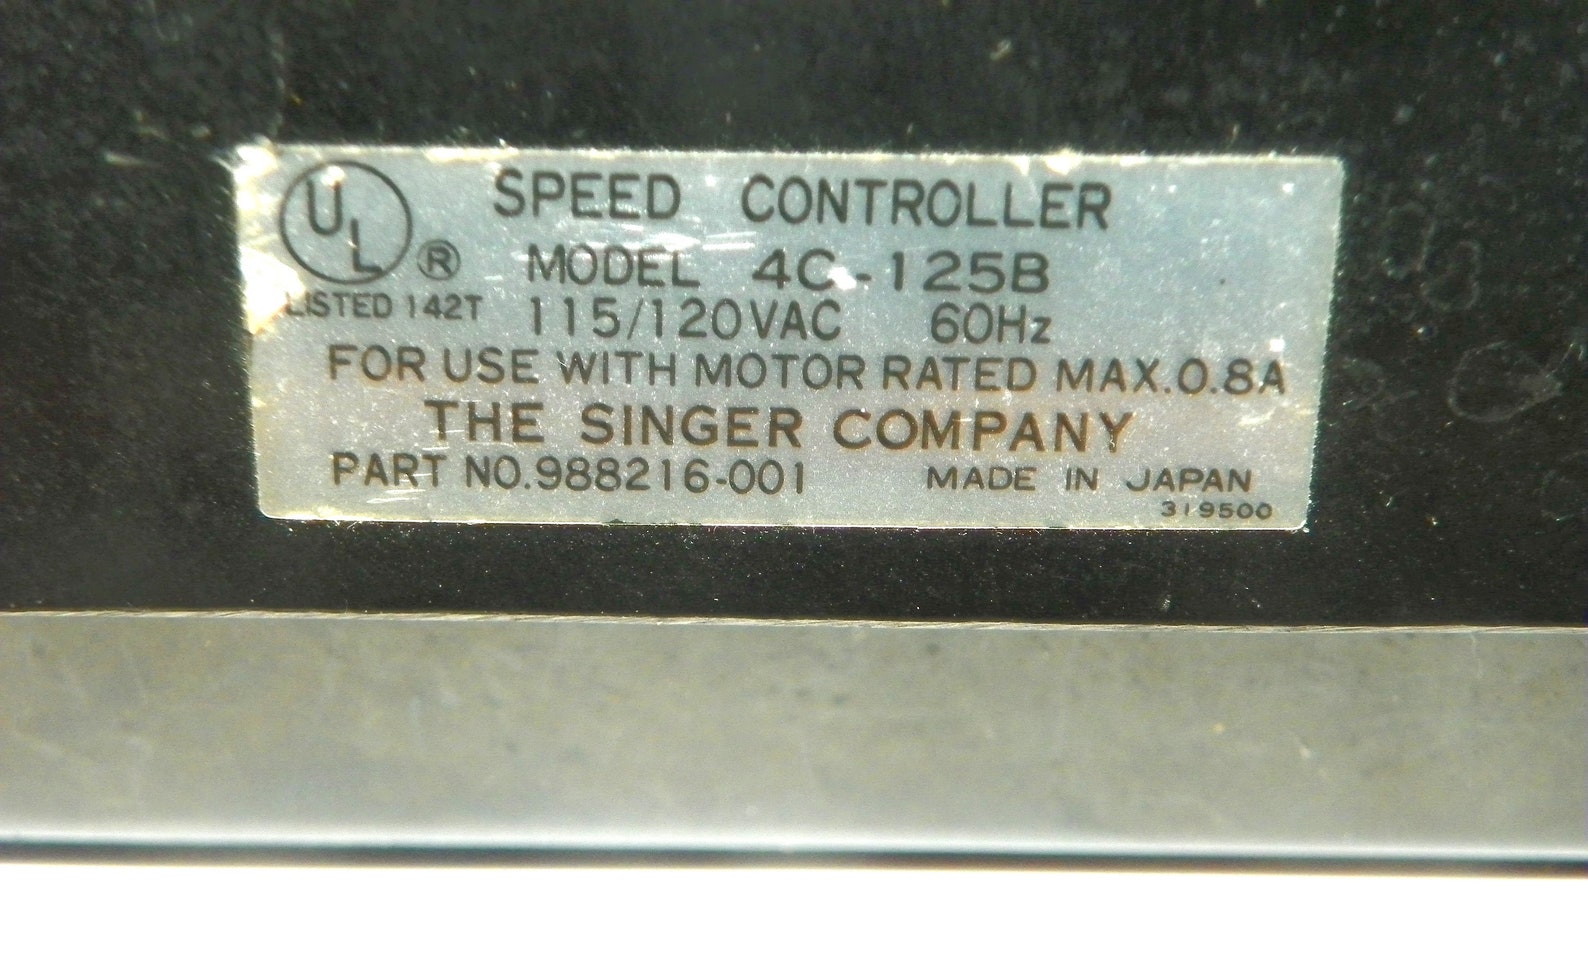 UL ®
LISTED 142T
SPEED CONTROLLER
MODEL 4C-125B
115/120VAC 60Hz
FOR USE WITH MOTOR RATED MAX.0.8A
THE SINGER COMPANY
PART NO.988216-001 MADE IN JAPAN
319500